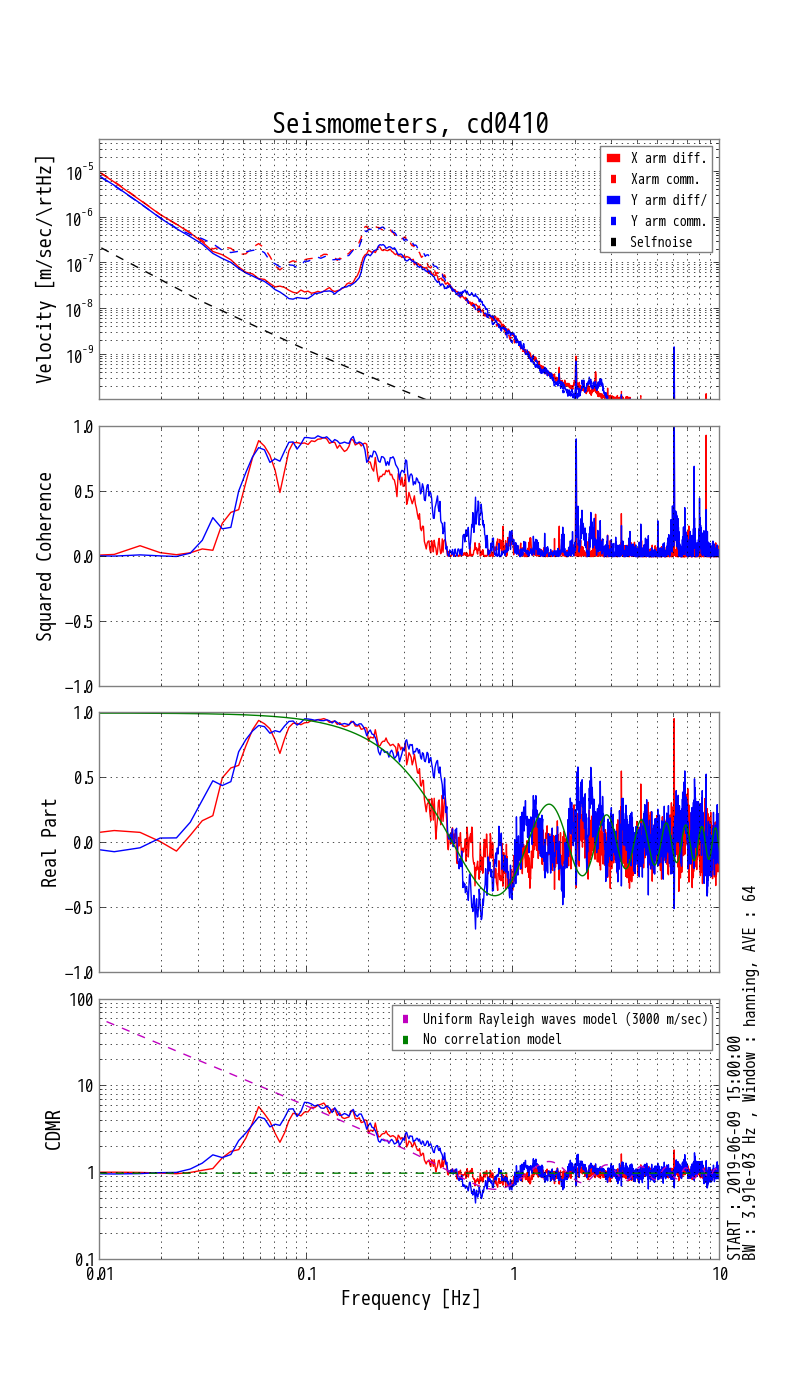 Seismometers, cd0410
Velocity [m/sec/\rtHz]
10^-5
10^-6
10^-7
10^-8
10^-9
X arm diff.
Xarm comm.
Y arm diff/
Y arm comm.
Selfnoise
Squared Coherence
1.0
0.5
0.0
−0.5
−1.0
Real Part
1.0
0.5
0.0
−0.5
−1.0
CDMR
100
10
1
0.1
Uniform Rayleigh waves model (3000 m/sec)
No correlation model
0.01
0.1
1
10
Frequency [Hz]
START : 2019-06-09 15:00:00
BW : 3.91e-03 Hz , Window : hanning, AVE : 64